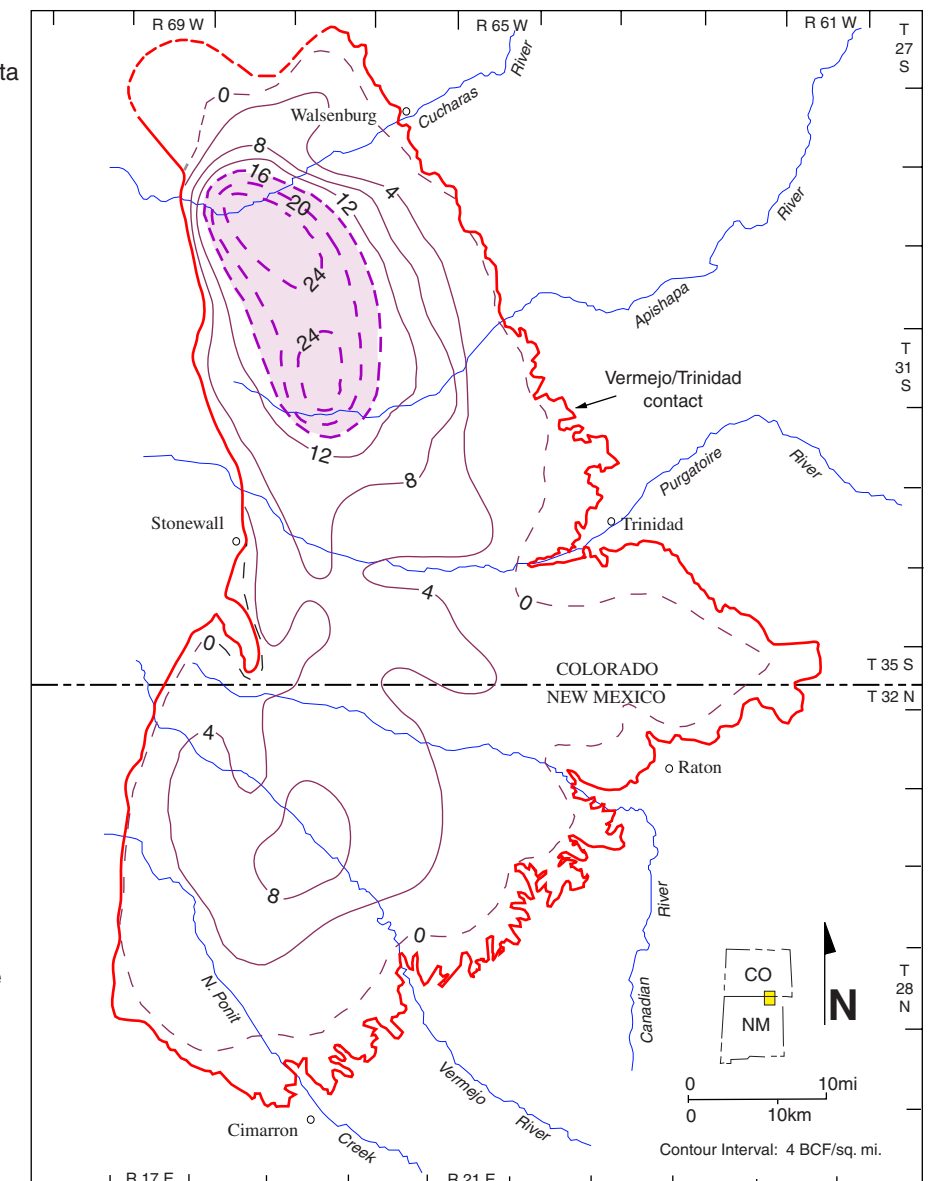 R 69 W
R 65 W
R 61 W
T
27
S
ta
0
Walsenburg
Cucharas
River
8
16
20
12
4
River
24
Apishapa
24
T
31
S
Vermejo/Trinidad
contact
12
8
Purgatoire
River
Stonewall
Trinidad
4
0
0
COLORADO
T 35 S
NEW MEXICO
T 32 N
4
Raton
8
0
River
Canadian
T
28
N
N. Ponit
CO
NM
N
Vermejo
River
0
10mi
0
10km
Cimarron
Creek
Contour Interval: 4 BCF/sq. mi.
R 17 E
R 21 E